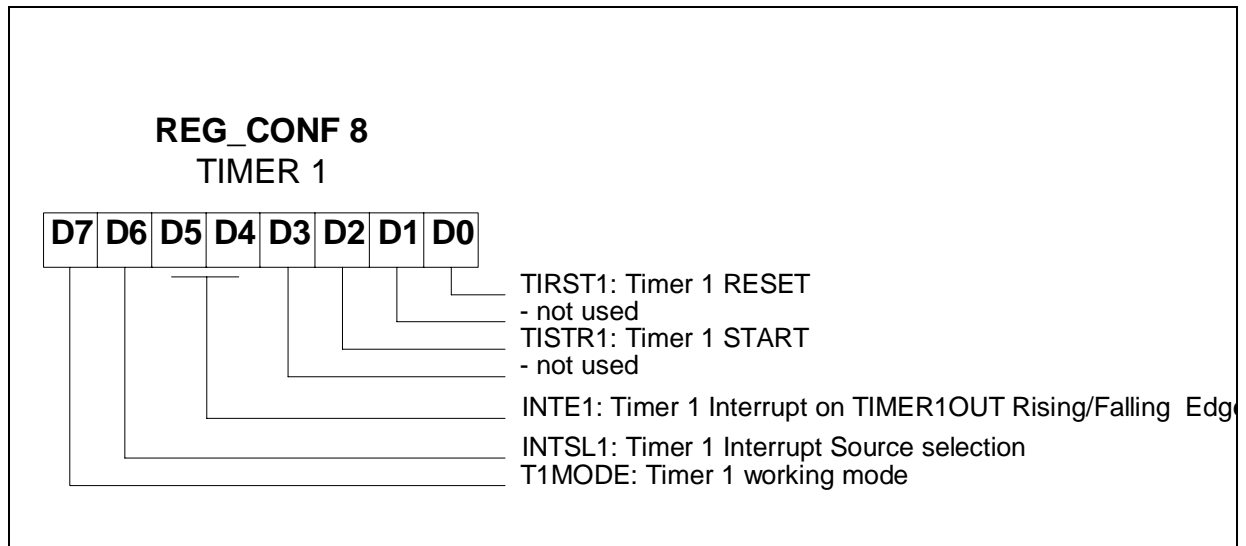 REG_CONF 8
TIMER 1
D7 D6 D5 D4 D3 D2 D1 D0
TIRST1: Timer 1 RESET
- not used
TISTR1: Timer 1 START
- not used
INTE1: Timer 1 Interrupt on TIMER1OUT Rising/Falling Edge
INTSL1: Timer 1 Interrupt Source selection
T1MODE: Timer 1 working mode